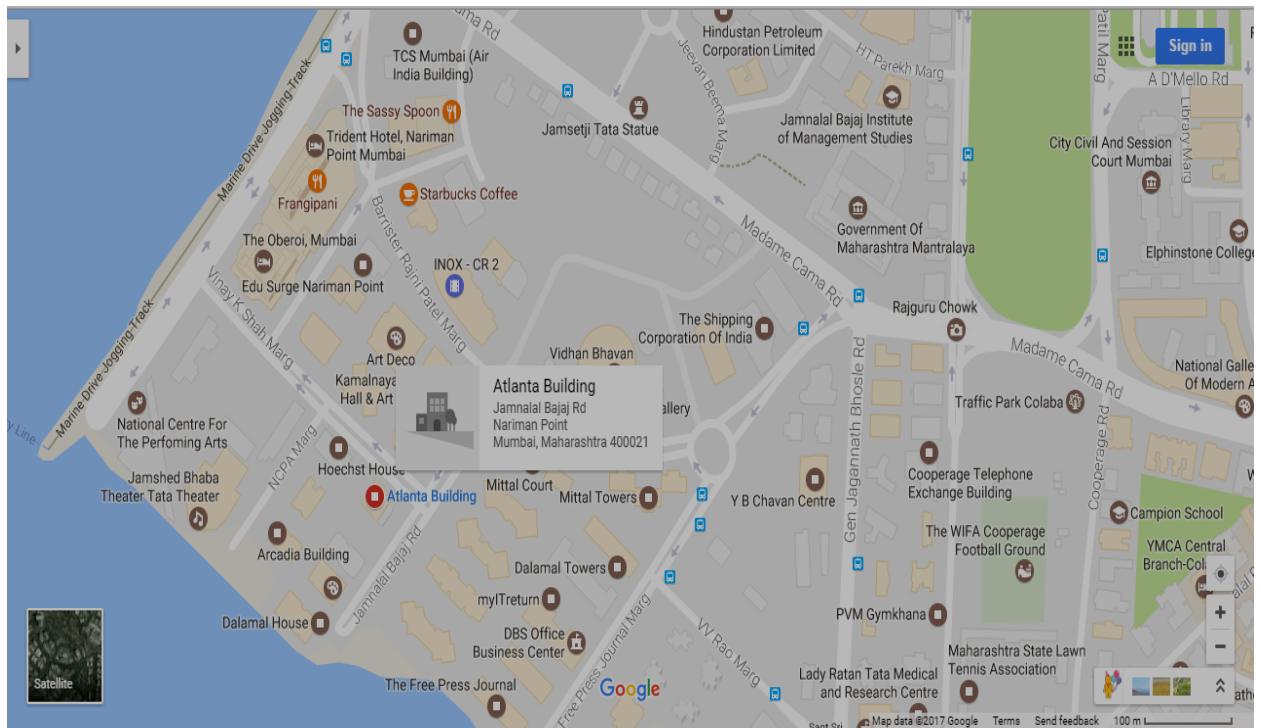 Cama Rd
Hindustan Petroleum
Corporation Limited
Patil Marg
Sign in
TCS Mumbai (Air
India Building)
HT Parekh Marg
A D'Mello Rd
Jeevan Beema Marg
The Sassy Spoon
Jamsetji Tata Statue
Jamnalal Bajaj Institute
of Management Studies
Library Marg
City Civil And Session
Court Mumbai
Marine Drive Jogging-Track
Trident Hotel, Nariman
Point Mumbai
Frangipani
Starbucks Coffee
Barrister Rajni Patel Marg
Madame Cama Rd
Government Of
Maharashtra Mantralaya
Elphinstone College
The Oberoi, Mumbai
Edu Surge Nariman Point
INOX - CR 2
Vinay K Shah Marg
Rajguru Chowk
The Shipping
Corporation Of India
Marine Drive Jogging-Track
Art Deco
Vidhan Bhavan
Madame Cama Rd
National Galle
Of Modern A
Kamalnaya
Hall & Art
Atlanta Building
Jamnalal Bajaj Rd
Nariman Point
Mumbai, Maharashtra 400021
allery
Gen Jagannath Bhosle Rd
Traffic Park Colaba
Cooperage Rd
National Centre For
The Perfoming Arts
y Line
NCPA Marg
Hoechst House
Jamshed Bhaba
Theater Tata Theater
Atlanta Building
Mittal Court
Mittal Towers
Y B Chavan Centre
Cooperage Telephone
Exchange Building
Campion School
Arcadia Building
Jamnalal Bajaj Rd
The WIFA Cooperage
Football Ground
YMCA Central
Branch-Cola
Dalamal Towers
myITreturn
Dalamal House
DBS Office
Business Center
Free Press Journal Marg
VV Rao Marg
PVM Gymkhana
Maharashtra State Lawn
Tennis Association
Lady Ratan Tata Medical
and Research Centre
The Free Press Journal
Satellite
Google
Map data ©2017 Google
Terms
Send feedback
100 m